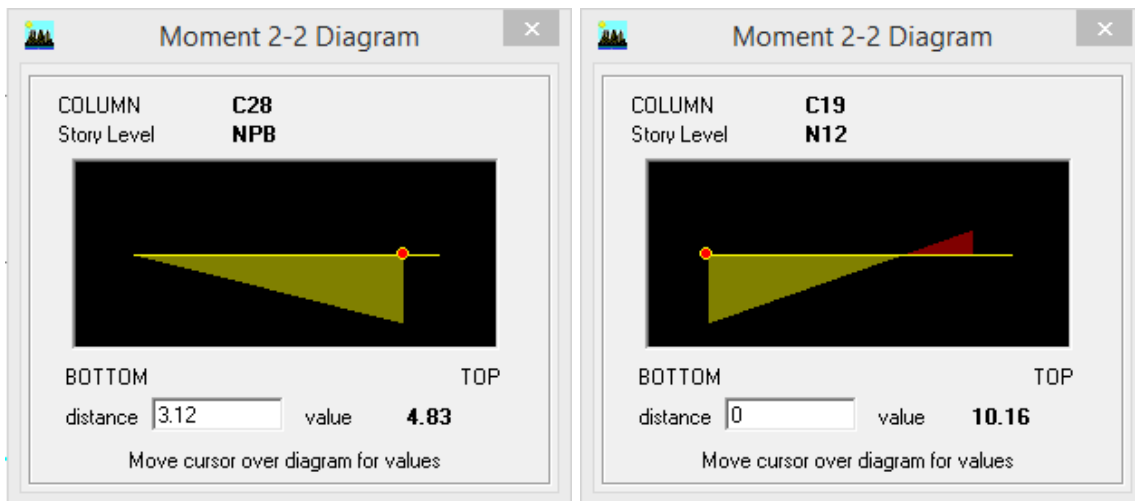 Moment 2-2 Diagram ×
COLUMN C28
Story Level NPB
BOTTOM TOP
distance 3.12 value 4.83
Move cursor over diagram for values
Moment 2-2 Diagram ×
COLUMN C19
Story Level N12
BOTTOM TOP
distance 0 value 10.16
Move cursor over diagram for values